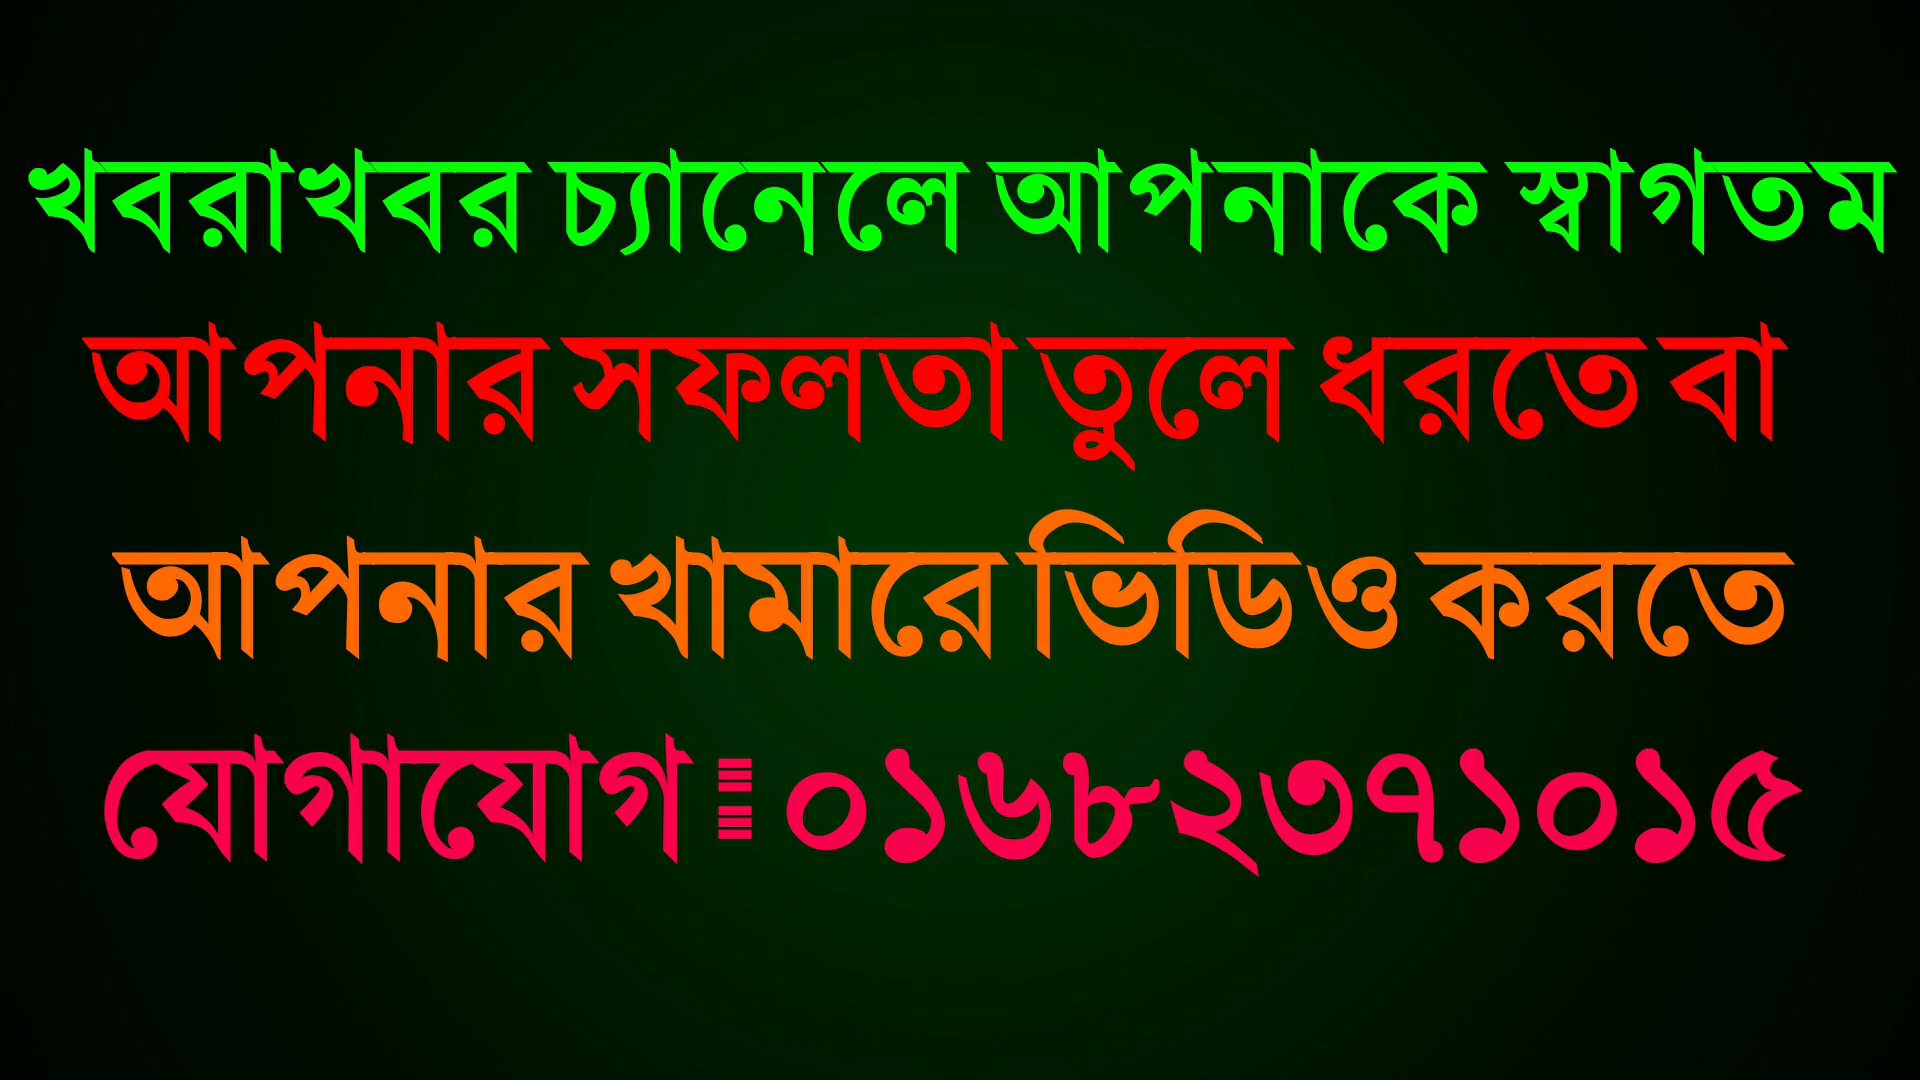 খবরাখবর চ্যানেলে আপনাকে স্বাগতম
আপনার সফলতা তুলে ধরতে বা
আপনার খামারে ভিডিও করতে
যোগাযোগ : ০১৬৮২৩৭১০১৫